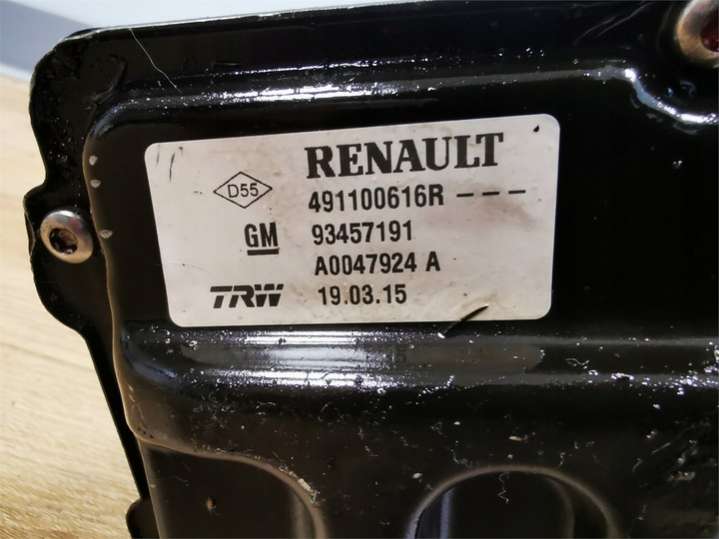 RENAULT
D55 491100616R ---
GM 93457191
A0047924 A
TRW 19.03.15